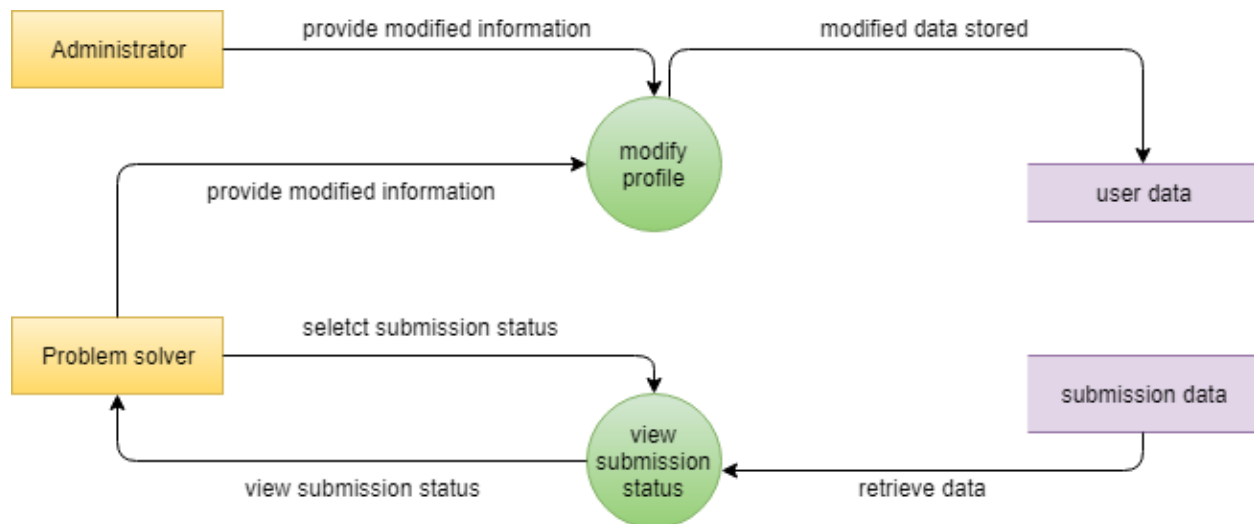 provide modified information
modified data stored
Administrator
modify
profile
provide modified information
user data
seletct submission status
Problem solver
submission data
view
submission
status
view submission status
retrieve data